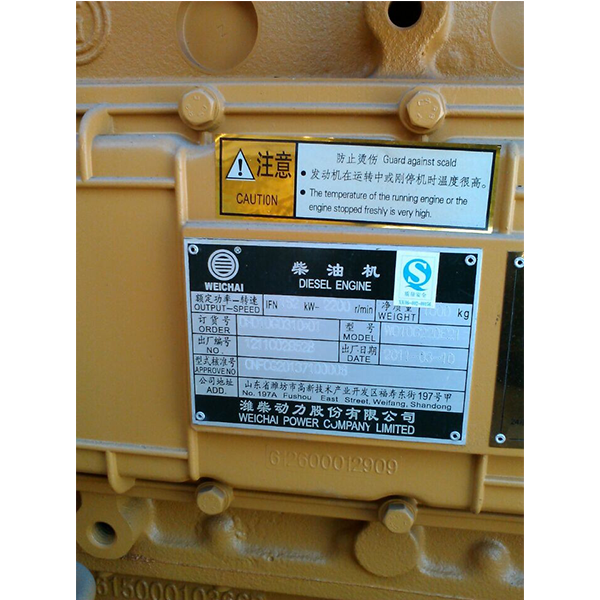 注意
CAUTION
防止烫伤 Guard against scald
• 发动机在运转中或刚停机时温度很高。
• The temperature of the running engine or the
engine stopped freshly is very high.
WEICHAI
柴油机
DIESEL ENGINE
额定功率—转速
OUTPUT—SPEED
IFN
kW-
2200
r/min
净质量
WEIGHT
kg
订货号
ORDER
型号
MODEL
出厂编号
NO.
出厂日期
DATE
2011-03-10
型式核准号
APPROVE NO
公司地址
ADD.
山东省潍坊市高新技术产业开发区福寿东街197号甲
No. 197A Fushou East Street, Weifang, Shandong
潍柴动力股份有限公司
WEICHAI POWER COMPANY LIMITED
612600012909